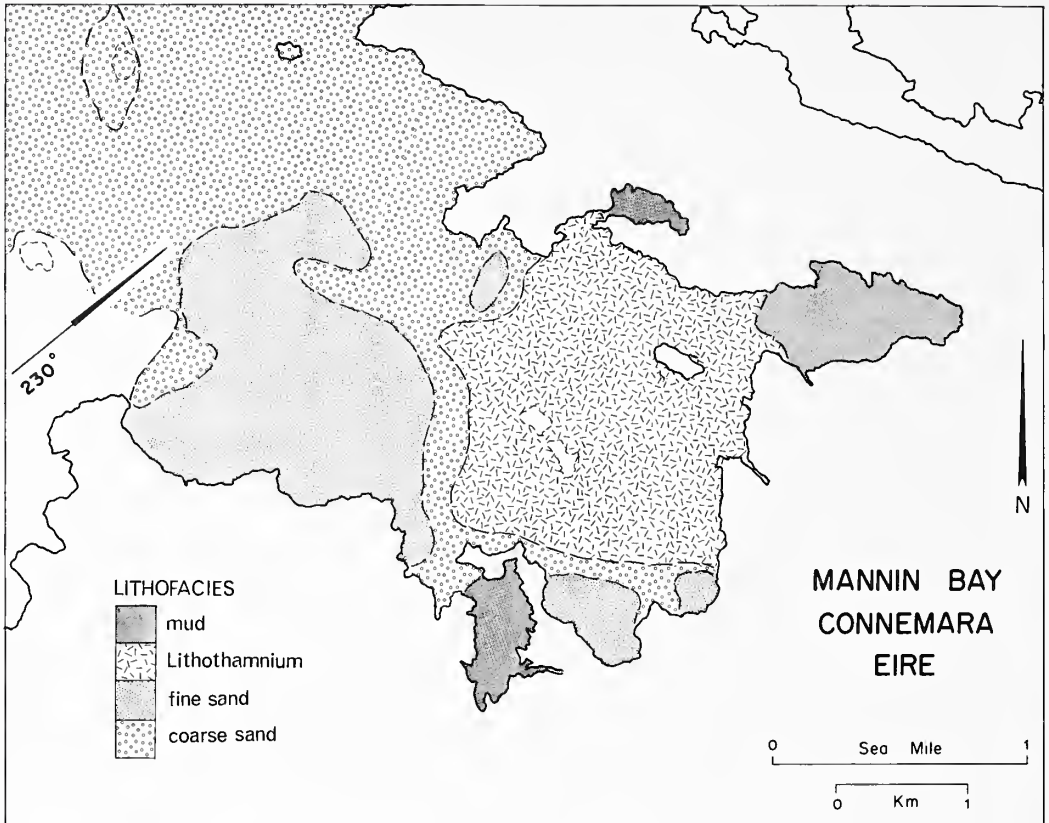 230°
N
LITHOFACIES
mud
Lithothamnium
fine sand
coarse sand
MANNIN BAY
CONNEMARA
EIRE
0 Sea Mile 1
0 Km 1